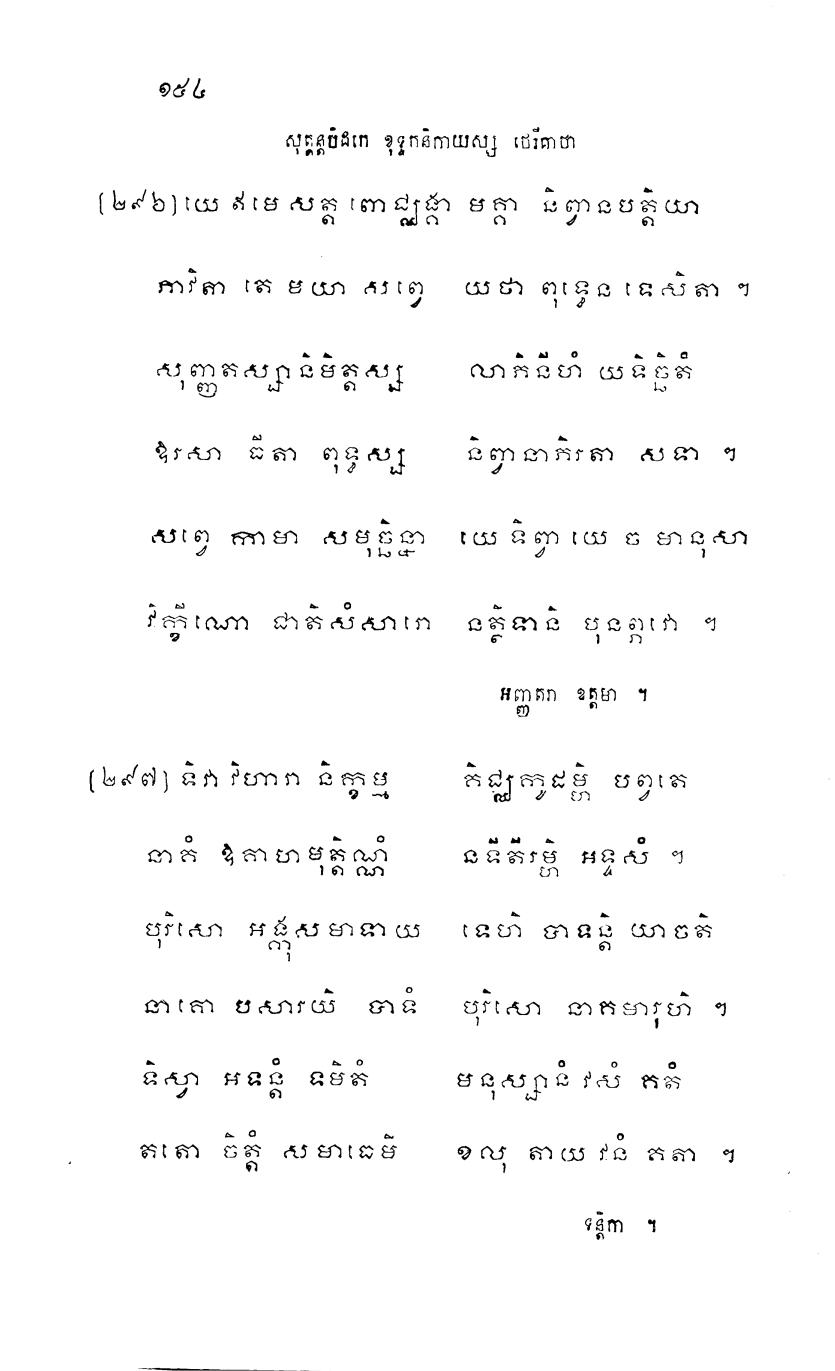 ១៥៤
សុត្តន្តបិដកេ ខុទ្ទកនិកាយស្ស ថេរីគាថា
[២៩៦] យេ ឥមេ សត្ត ពោជ្ឈង្គា មគ្គា និព្វានបត្តិយា
ភាវិតា តេ មយា សព្វេ យថា ពុទ្ធេន ទេសិតា ។
សុញ្ញតស្សានិមិត្តស្ស លាភិនីហំ យទិច្ឆិតំ
ឱរសា ធីតា ពុទ្ធស្ស និព្វានាភិរតា សទា ។
សព្វេ កាមា សមុច្ឆិន្នា យេ ទិព្វា យេ ច មានុសា
វិក្ខីណោ ជាតិសំសារោ នត្ថិទានិ បុនព្ភវោ ។
អញ្ញតរា ឧត្តមា ។
[២៩៧] ទិវា វិហារា និក្ខម្ម គិជ្ឈកូដម្ហិ បព្វតេ
នាគំ ឱគាហមុត្តិណ្ណំ នទីតីរម្ហិ អទ្ទសំ ។
បុរិសោ អង្កុសមាទាយ ទេហិ បាទន្តិ យាចតិ
នាគោ បសារយិ បាទំ បុរិសោ នាគមារុហិ ។
ទិស្វា អទន្តំ ទមិតំ មនុស្សានំ វសំ គតំ
តតោ ចិត្តំ សមាធេមិ ខលុ តាយ វនំ គតា ។
ទន្តិកា ។